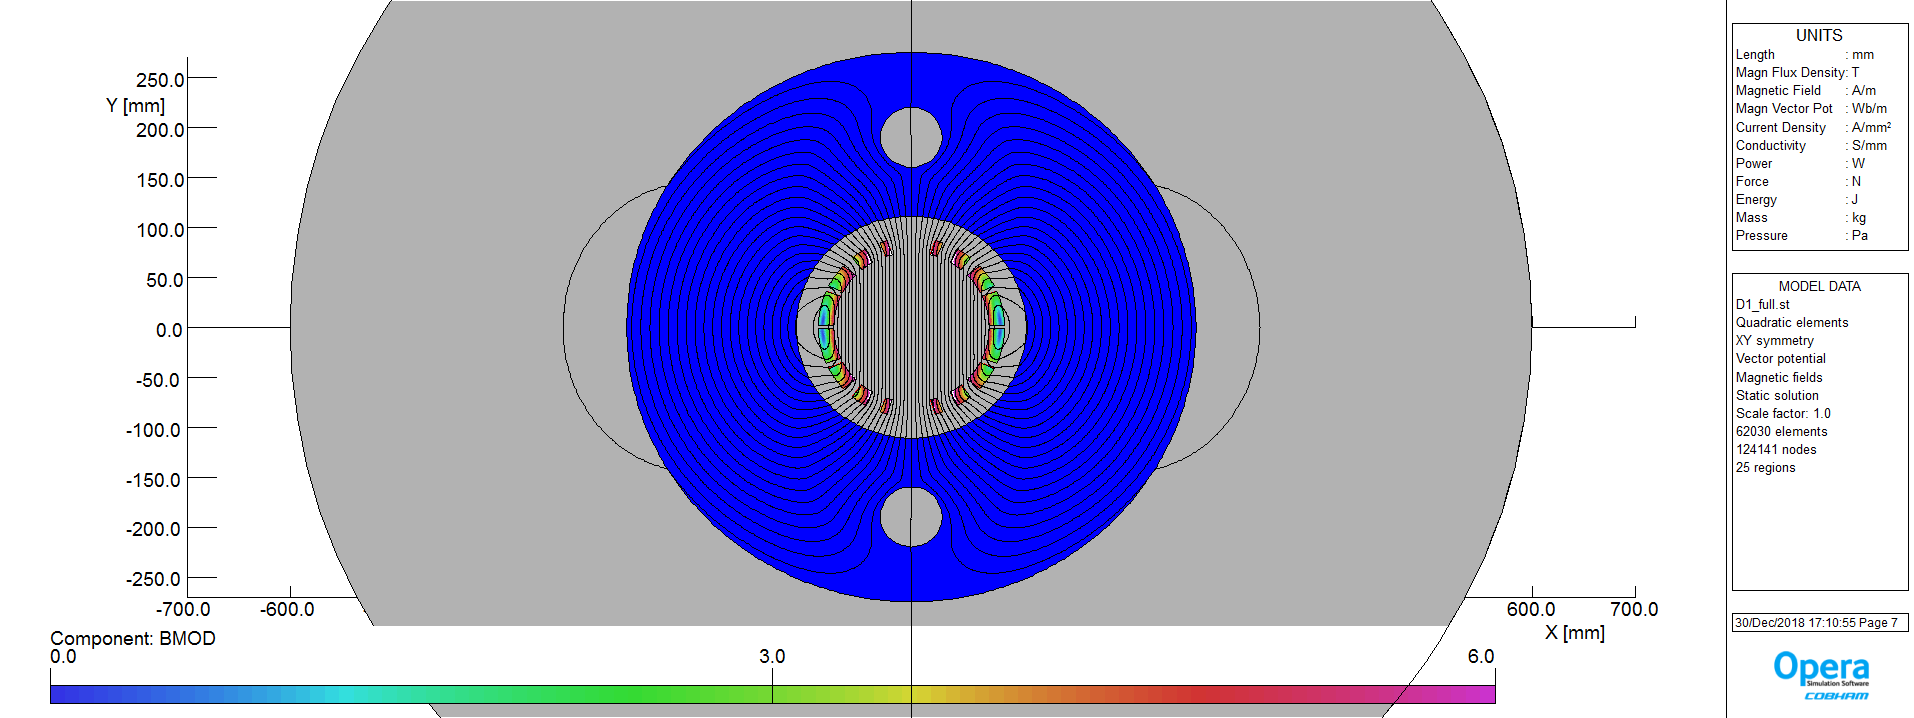 250.0
Y [mm]
200.0
150.0
100.0
50.0
0.0
-50.0
-100.0
-150.0
-200.0
-250.0
-700.0 -600.0 600.0 700.0
X [mm]
Component: BMOD
0.0 3.0 6.0
UNITS
Length : mm
Magn Flux Density: T
Magnetic Field : A/m
Magn Vector Pot : Wb/m
Current Density : A/mm²
Conductivity : S/mm
Power : W
Force : N
Energy : J
Mass : kg
Pressure : Pa
MODEL DATA
D1_full.st
Quadratic elements
XY symmetry
Vector potential
Magnetic fields
Static solution
Scale factor: 1.0
62030 elements
124141 nodes
25 regions
30/Dec/2018 17:10:55 Page 7
Opera
Simulation Software
COBHAM